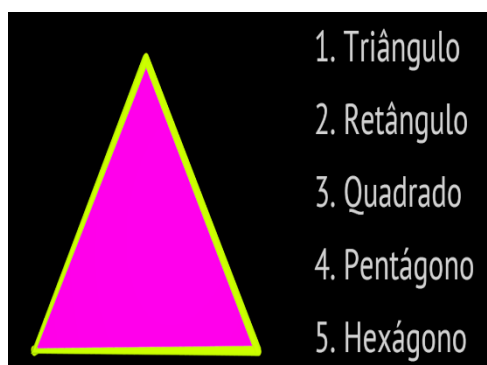 1. Triângulo
2. Retângulo
3. Quadrado
4. Pentágono
5. Hexágono